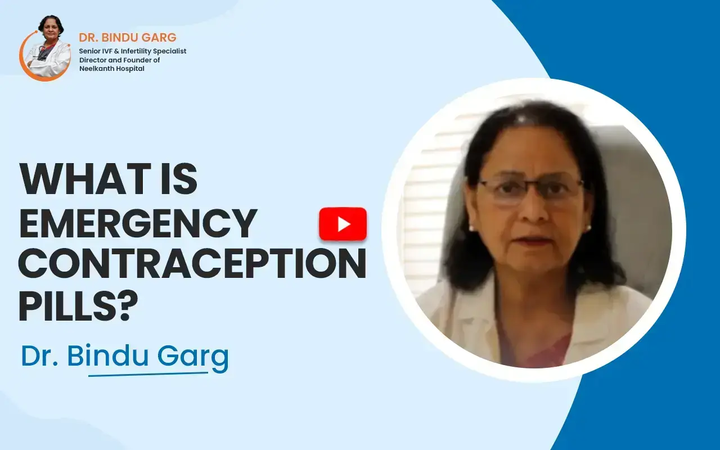 DR. BINDU GARG
Senior IVF & Infertility Specialist
Director and Founder of
Neelkanth Hospital
WHAT IS
EMERGENCY
CONTRACEPTION
PILLS?
Dr. Bindu Garg